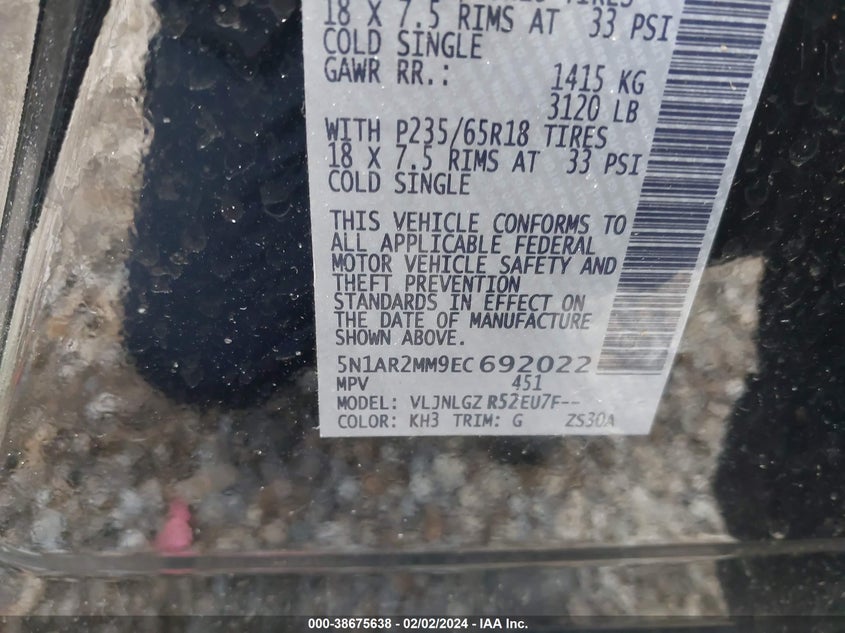 TIRES
18 X 7.5 RIMS AT 33 PSI
COLD SINGLE
GAWR RR.: 1415 KG
3120 LB
WITH P235/65R18 TIRES
18 X 7.5 RIMS AT 33 PSI
COLD SINGLE
THIS VEHICLE CONFORMS TO
ALL APPLICABLE FEDERAL
MOTOR VEHICLE SAFETY AND
THEFT PREVENTION
STANDARDS IN EFFECT ON
THE DATE OF MANUFACTURE
SHOWN ABOVE.
5N1AR2MM9EC692022
MPV 451
MODEL: VLJNLGZ R52EU7F--
COLOR: KH3 TRIM: G ZS30A
000-38675638 - 02/02/2024 - IAA Inc.